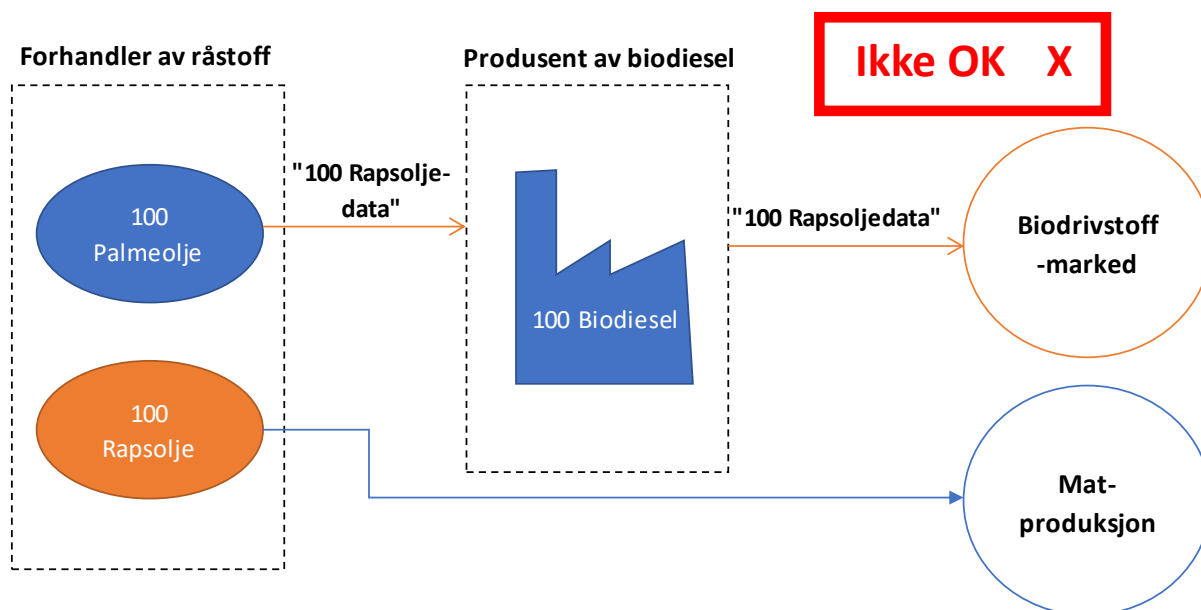 Ikke OK X
Forhandler av råstoff
Produsent av biodiesel
"100 Rapsolje-
data"
100
Palmeolje
"100 Rapsoljedata"
Biodrivstoff
-marked
100 Biodiesel
100
Rapsolje
Mat-
produksjon